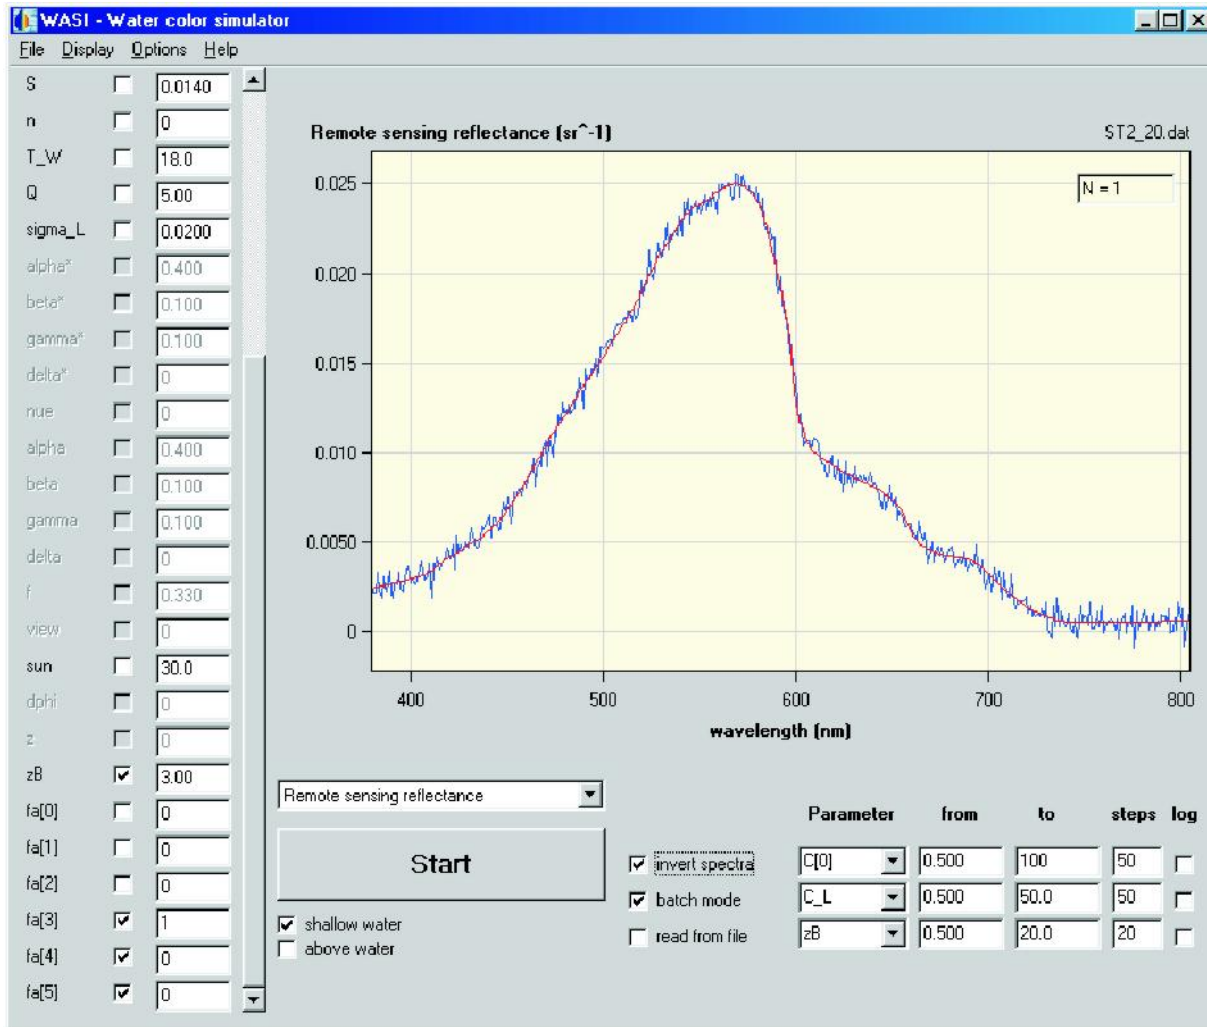 WASI - Water color simulator
File Display Options Help
S 0.0140
n 0
T_W 18.0
Q 5.00
sigma_L 0.0200
alpha* 0.400
beta* 0.100
gamma* 0.100
delta* 0
nue 0
alpha 0.400
beta 0.100
gamma 0.100
delta 0
f 0.330
view 0
sun 30.0
dphi 0
z 0
zB 3.00
fa[0] 0
fa[1] 0
fa[2] 0
fa[3] 1
fa[4] 0
fa[5] 0
Remote sensing reflectance (sr^-1) ST2_20.dat
N = 1
0.025
0.020
0.015
0.010
0.0050
0
400 500 600 700 800
wavelength (nm)
Remote sensing reflectance
Start
shallow water
above water
invert spectra
batch mode
read from file
Parameter from to steps log
C[0] 0.500 100 50
C_L 0.500 50.0 50
zB 0.500 20.0 20